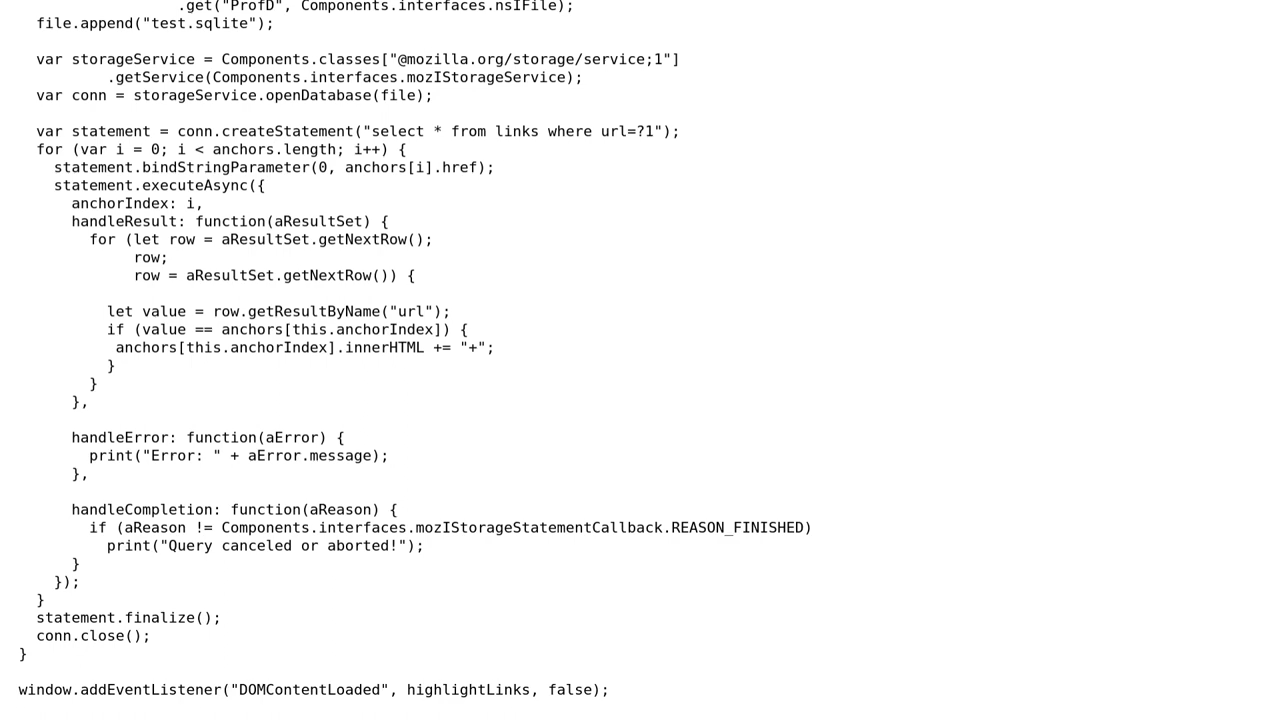 .get("ProfD", Components.interfaces.nsIFile);
file.append("test.sqlite");
var storageService = Components.classes["@mozilla.org/storage/service;1"]
.getService(Components.interfaces.mozIStorageService);
var conn = storageService.openDatabase(file);
var statement = conn.createStatement("select * from links where url=?1");
for (var i = 0; i < anchors.length; i++) {
statement.bindStringParameter(0, anchors[i].href);
statement.executeAsync({
anchorIndex: i,
handleResult: function(aResultSet) {
for (let row = aResultSet.getNextRow();
row;
row = aResultSet.getNextRow()) {
let value = row.getResultByName("url");
if (value == anchors[this.anchorIndex]) {
anchors[this.anchorIndex].innerHTML += "+";
}
}
},
handleError: function(aError) {
print("Error: " + aError.message);
},
handleCompletion: function(aReason) {
if (aReason != Components.interfaces.mozIStorageStatementCallback.REASON_FINISHED)
print("Query canceled or aborted!");
}
});
}
statement.finalize();
conn.close();
}
window.addEventListener("DOMContentLoaded", highlightLinks, false);